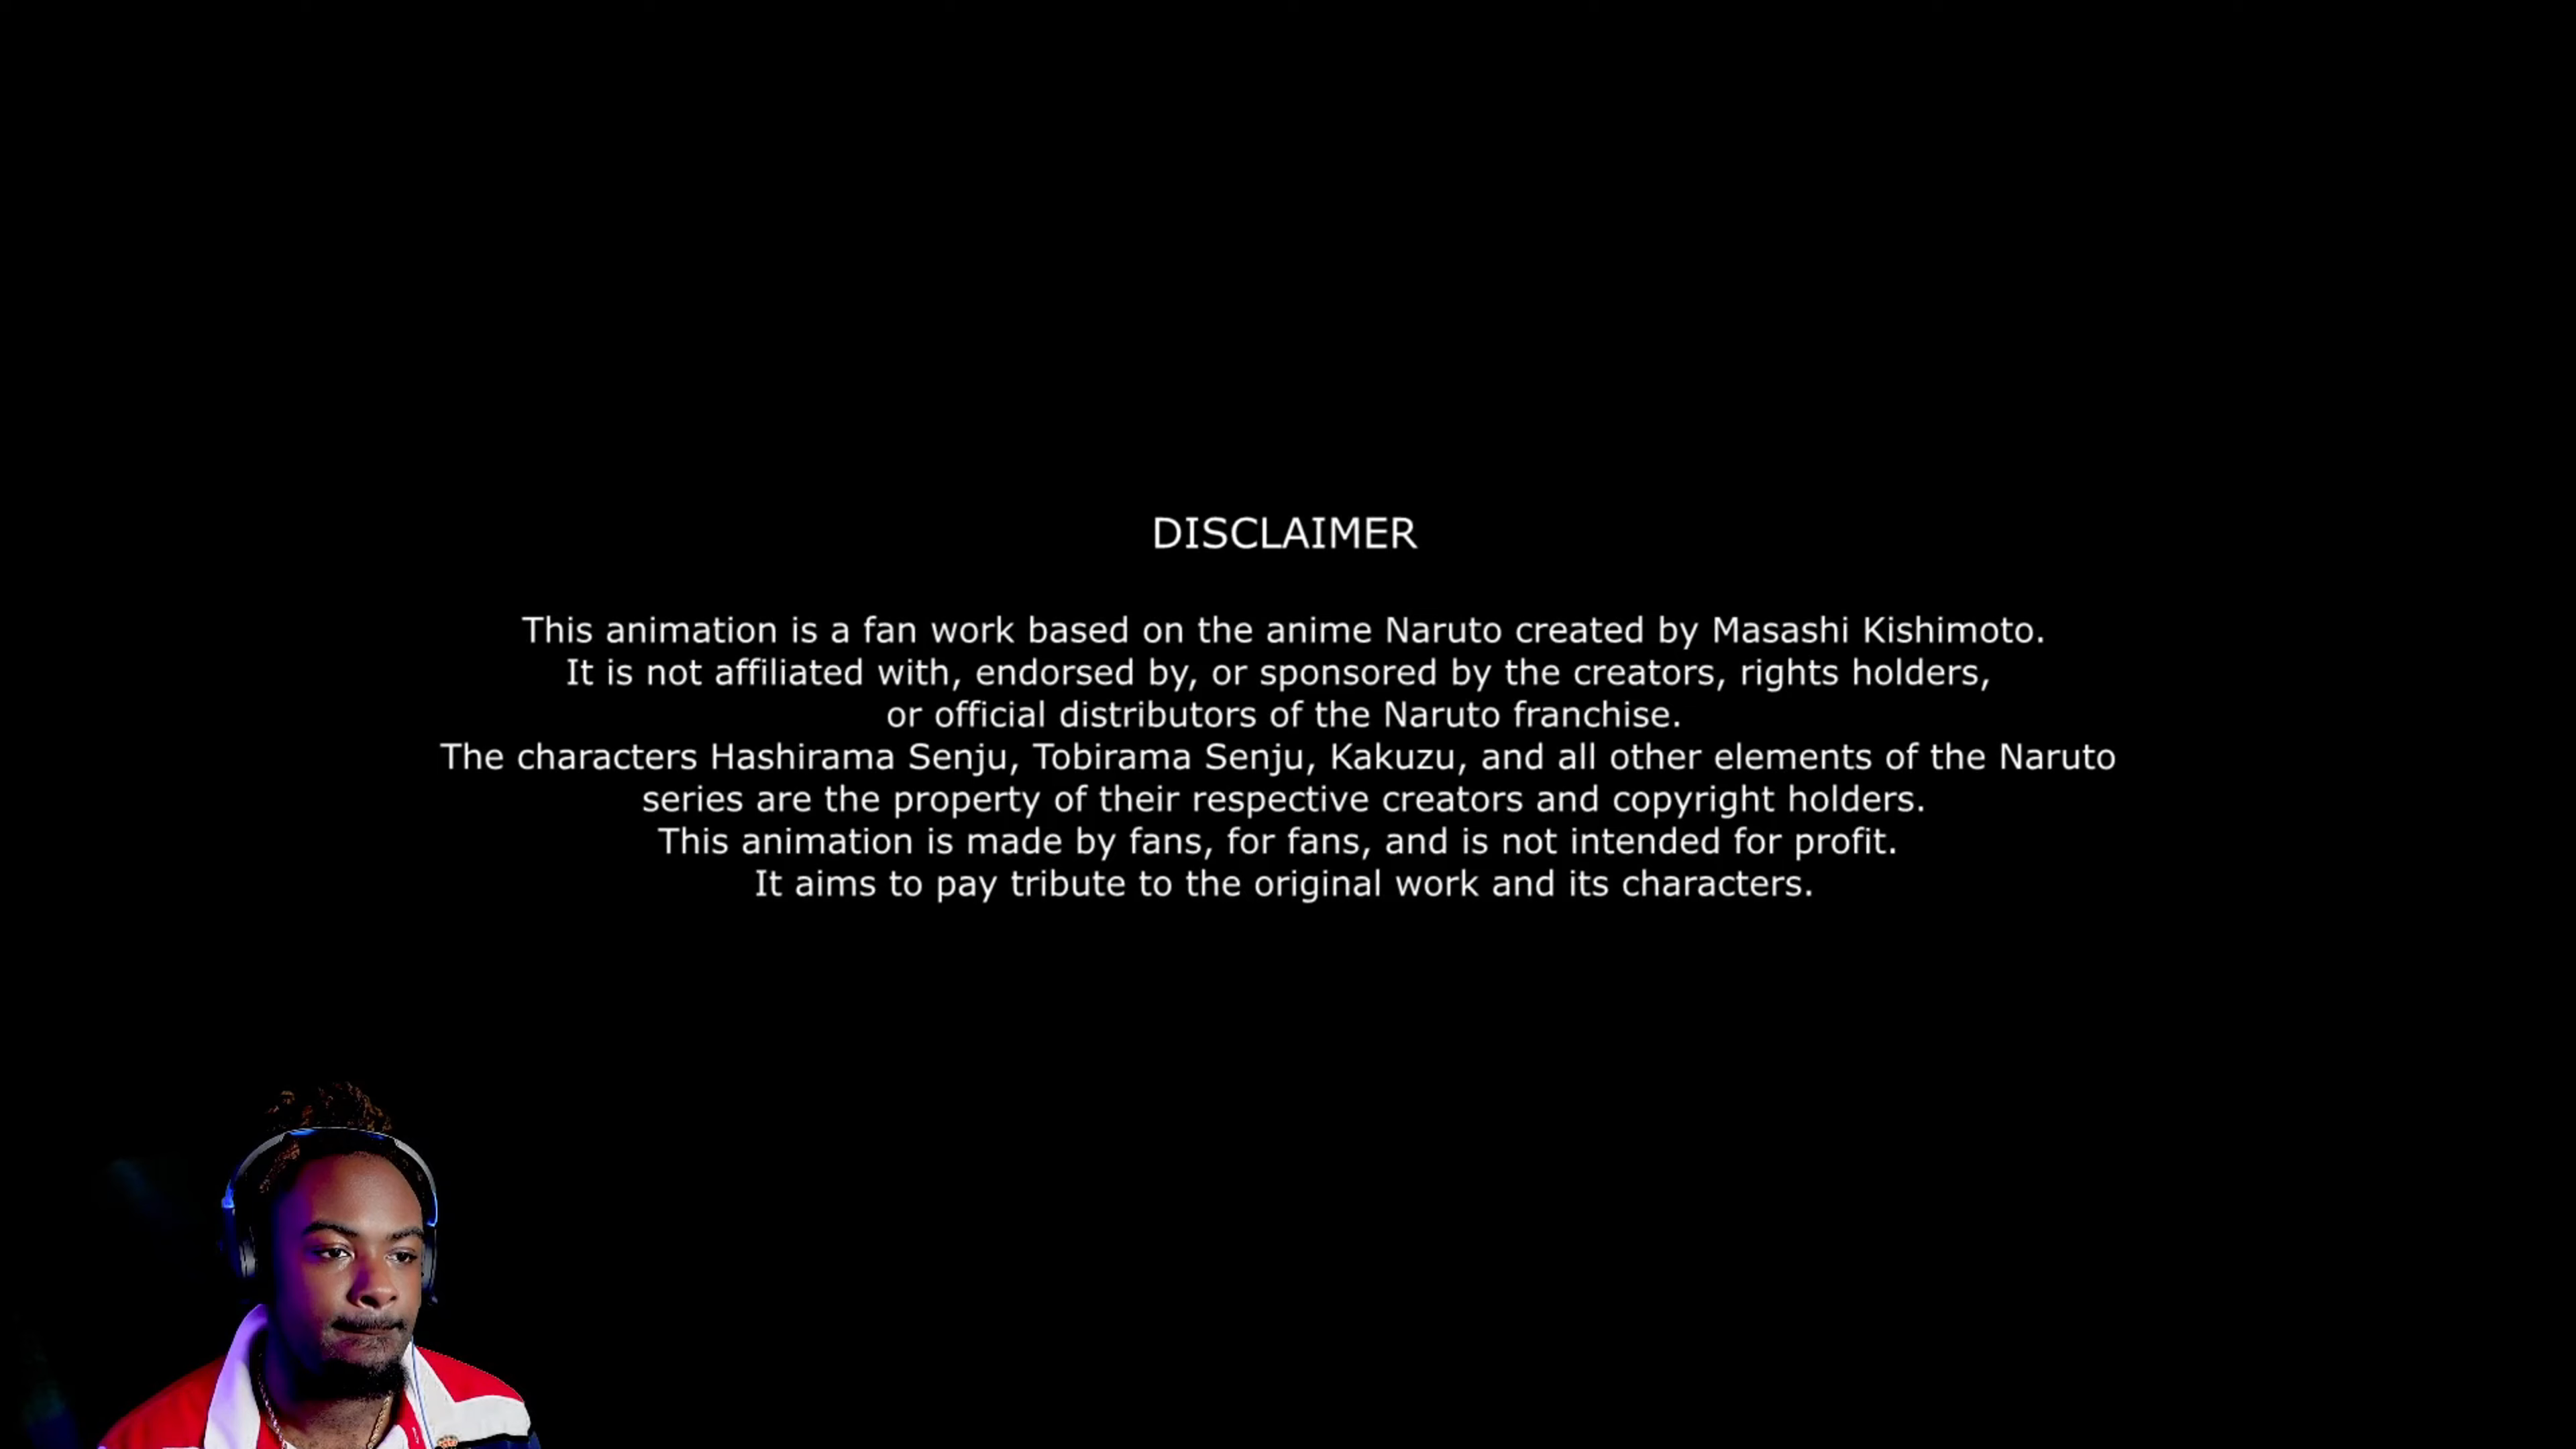 DISCLAIMER
This animation is a fan work based on the anime Naruto created by Masashi Kishimoto.
It is not affiliated with, endorsed by, or sponsored by the creators, rights holders,
or official distributors of the Naruto franchise.
The characters Hashirama Senju, Tobirama Senju, Kakuzu, and all other elements of the Naruto
series are the property of their respective creators and copyright holders.
This animation is made by fans, for fans, and is not intended for profit.
It aims to pay tribute to the original work and its characters.